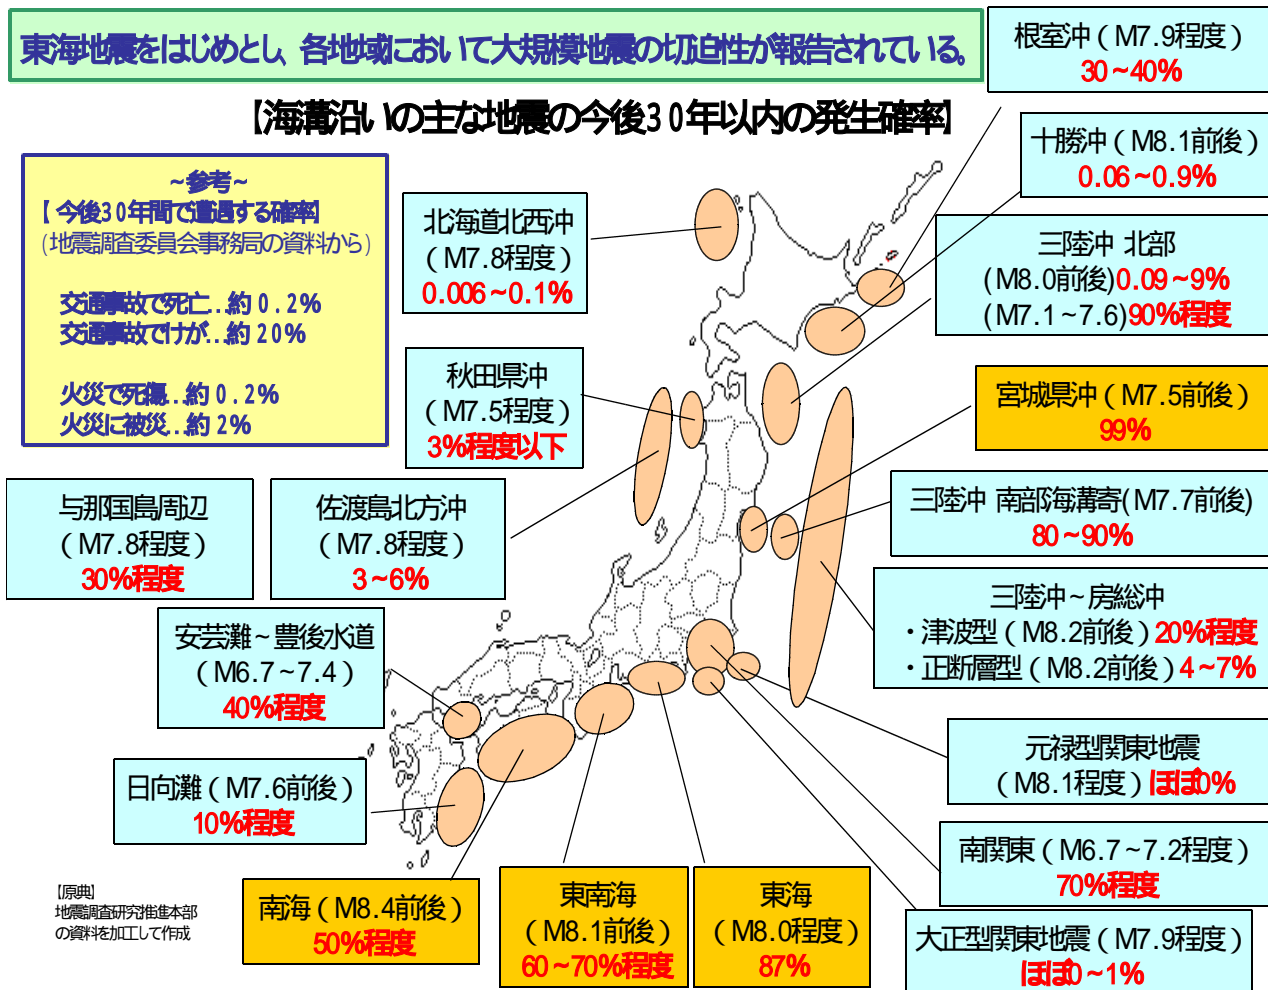 東海地震をはじめとし、各地域において大規模地震の切迫性が報告されている。
【海溝沿いの主な地震の今後30年以内の発生確率】
~参考~
【今後30年間で遭遇する確率】
(地震調査委員会事務局の資料から)
交通事故で死亡...約0.2%
交通事故でけが...約20%
火災で死傷...約0.2%
火災に被災...約2%
根室沖（M7.9程度）
30~40%
十勝沖（M8.1前後）
0.06~0.9%
三陸沖 北部
(M8.0前後)0.09~9%
(M7.1~7.6)90%程度
宮城県沖（M7.5前後）
99%
三陸沖 南部海溝寄(M7.7前後)
80~90%
三陸沖~房総沖
・津波型（M8.2前後）20%程度
・正断層型（M8.2前後）4~7%
元禄型関東地震
（M8.1程度）ほぼ0%
南関東（M6.7~7.2程度）
70%程度
大正型関東地震（M7.9程度）
ほぼ0~1%
北海道北西沖
（M7.8程度）
0.006~0.1%
秋田県沖
（M7.5程度）
3%程度以下
佐渡島北方沖
（M7.8程度）
3~6%
与那国島周辺
（M7.8程度）
30%程度
安芸灘~豊後水道
（M6.7~7.4）
40%程度
日向灘（M7.6前後）
10%程度
南海（M8.4前後）
50%程度
東南海
（M8.1前後）
60~70%程度
東海
（M8.0程度）
87%
【原典】
地震調査研究推進本部
の資料を加工して作成